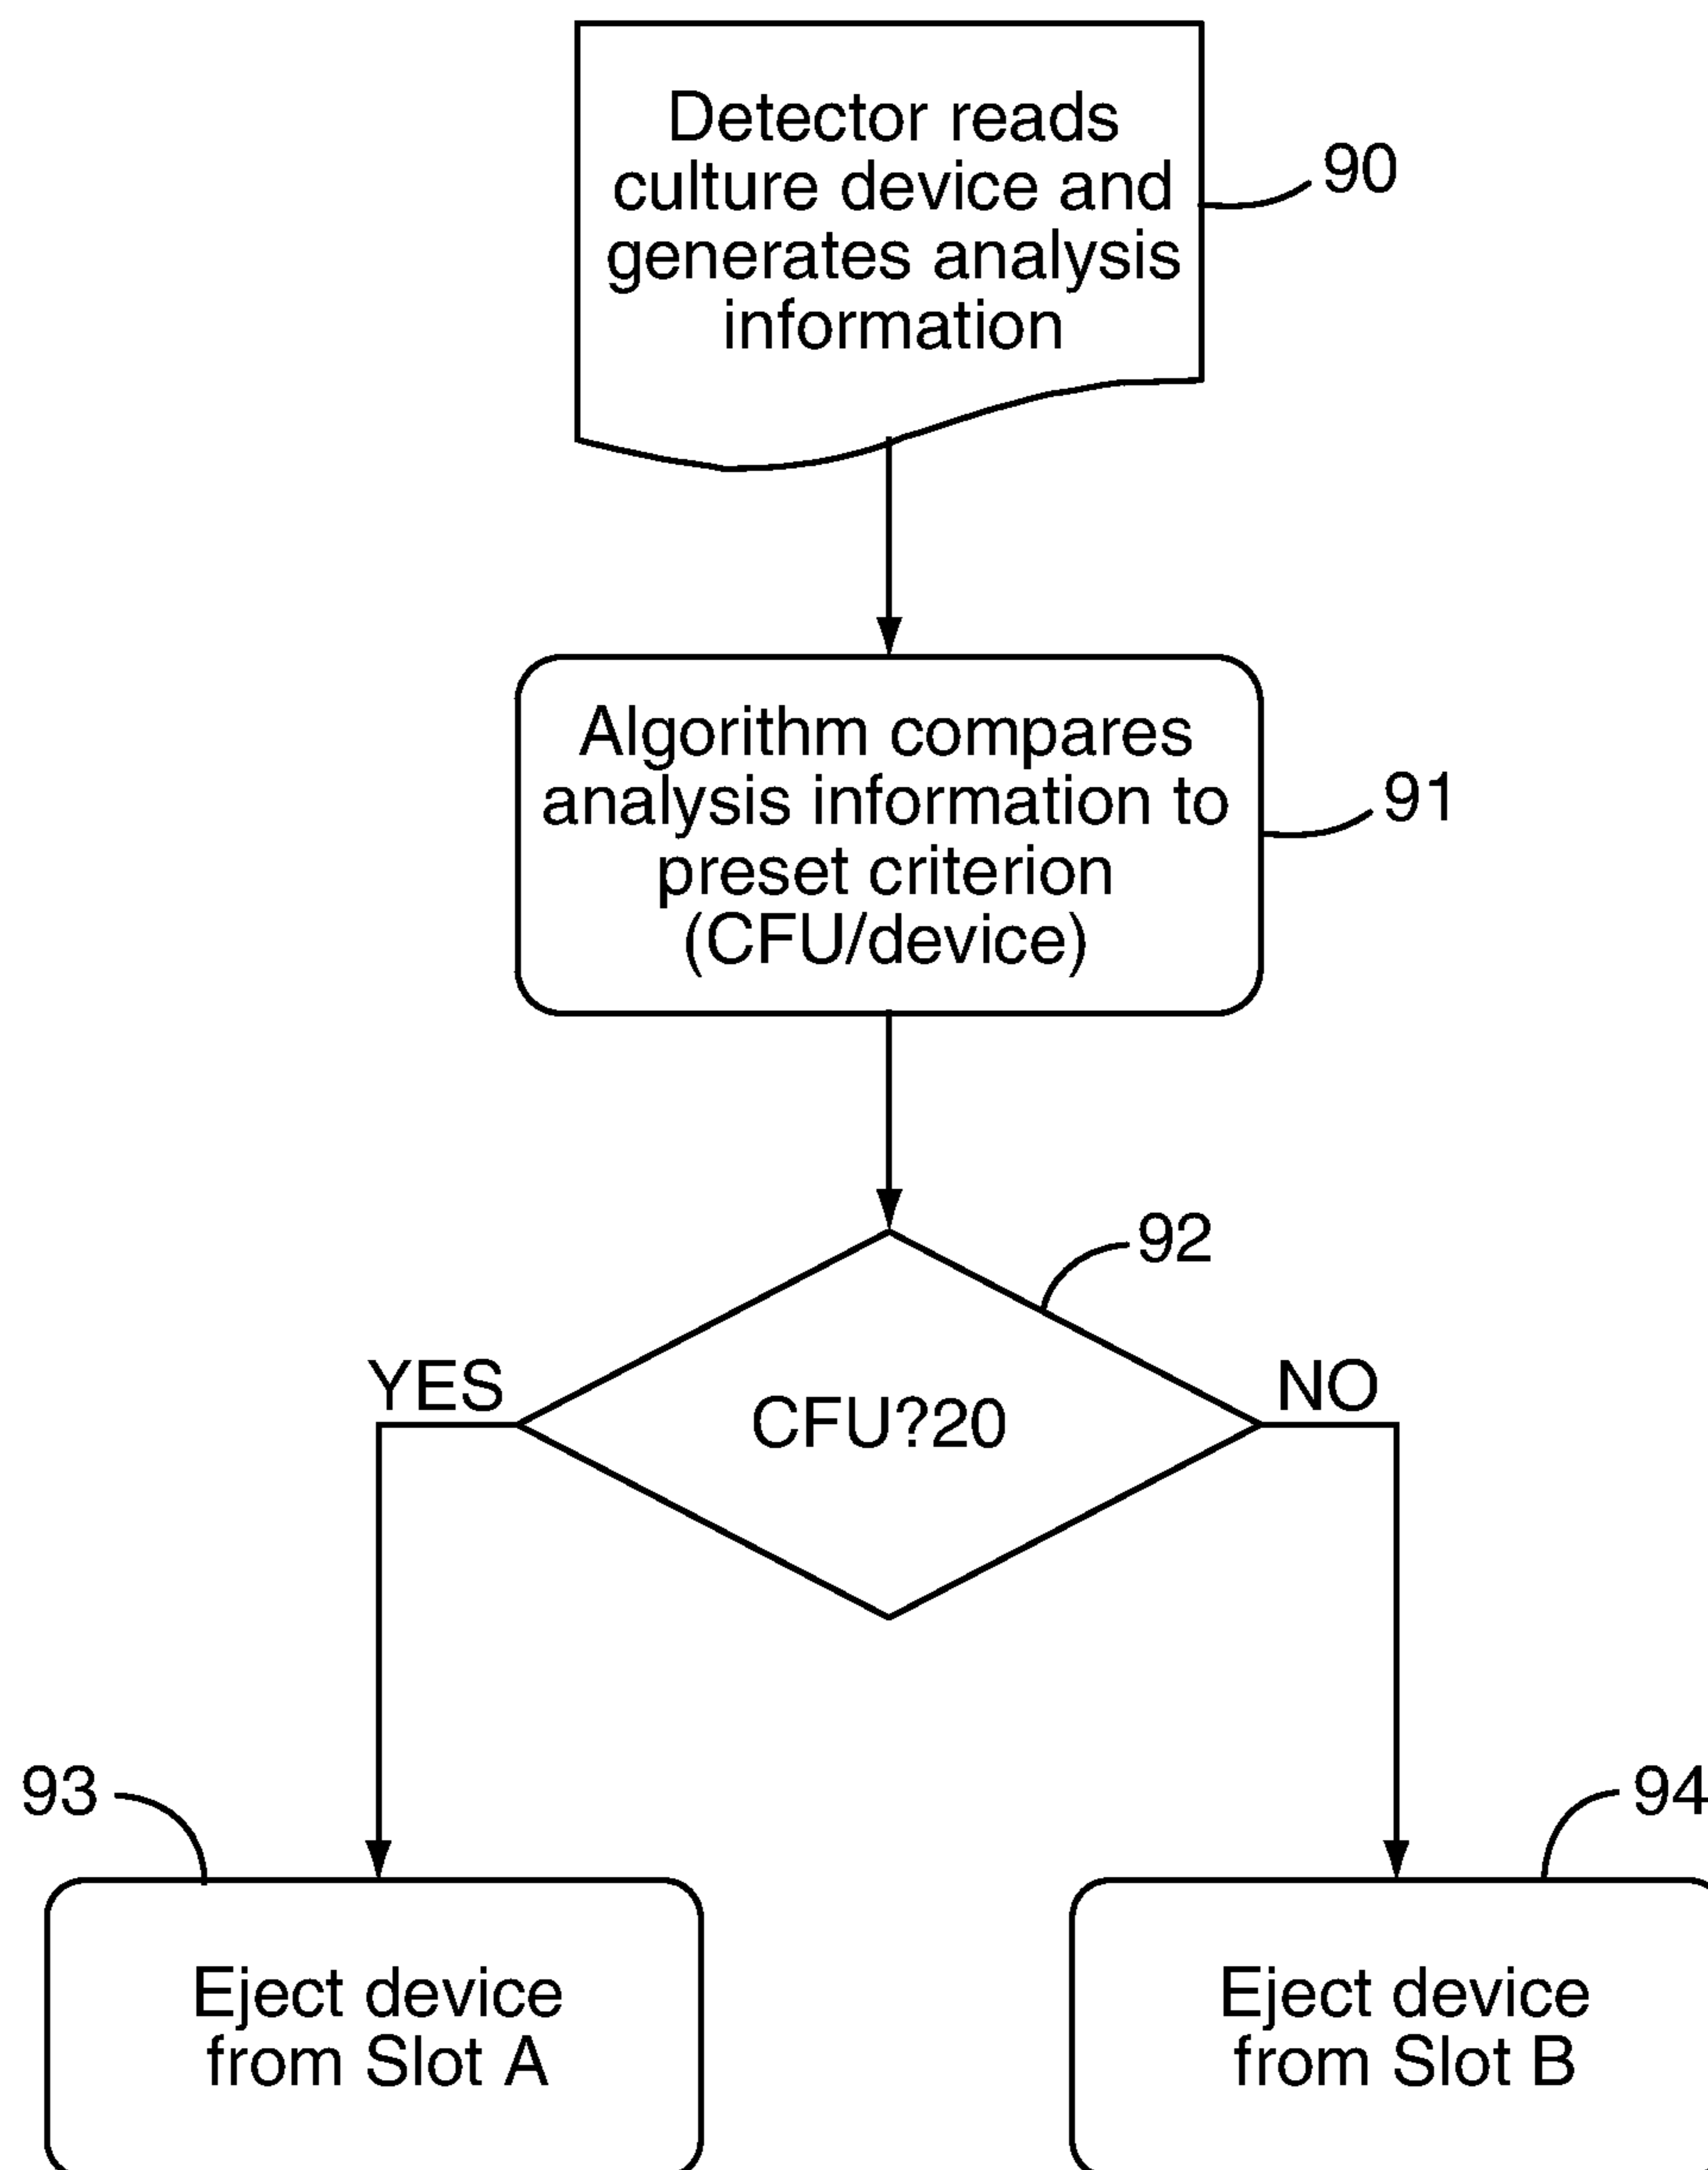 Detector reads
culture device and
generates analysis
information
90
Algorithm compares
analysis information to
preset criterion
(CFU/device)
91
92
YES
CFU?20
NO
93
94
Eject device
from Slot A
Eject device
from Slot B